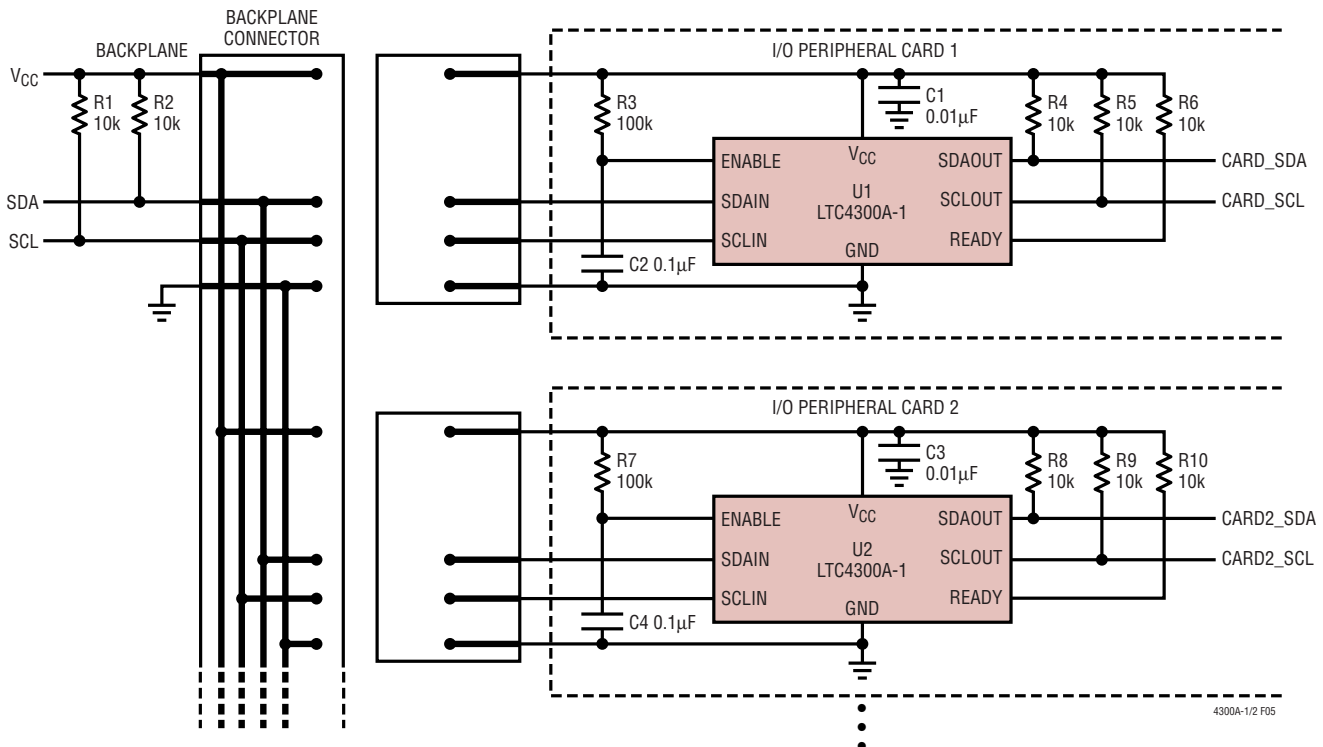 BACKPLANE
CONNECTOR
BACKPLANE
VCC
R1
10k
R2
10k
SDA
SCL
I/O PERIPHERAL CARD 1
R3
100k
C1
0.01µF
R4
10k
R5
10k
R6
10k
ENABLE
VCC
SDAOUT
CARD_SDA
U1
LTC4300A-1
SDAIN
SCLOUT
CARD_SCL
SCLIN
READY
GND
C2 0.1µF
I/O PERIPHERAL CARD 2
R7
100k
C3
0.01µF
R8
10k
R9
10k
R10
10k
ENABLE
VCC
SDAOUT
CARD2_SDA
U2
LTC4300A-1
SDAIN
SCLOUT
CARD2_SCL
SCLIN
READY
GND
C4 0.1µF
4300A-1/2 F05